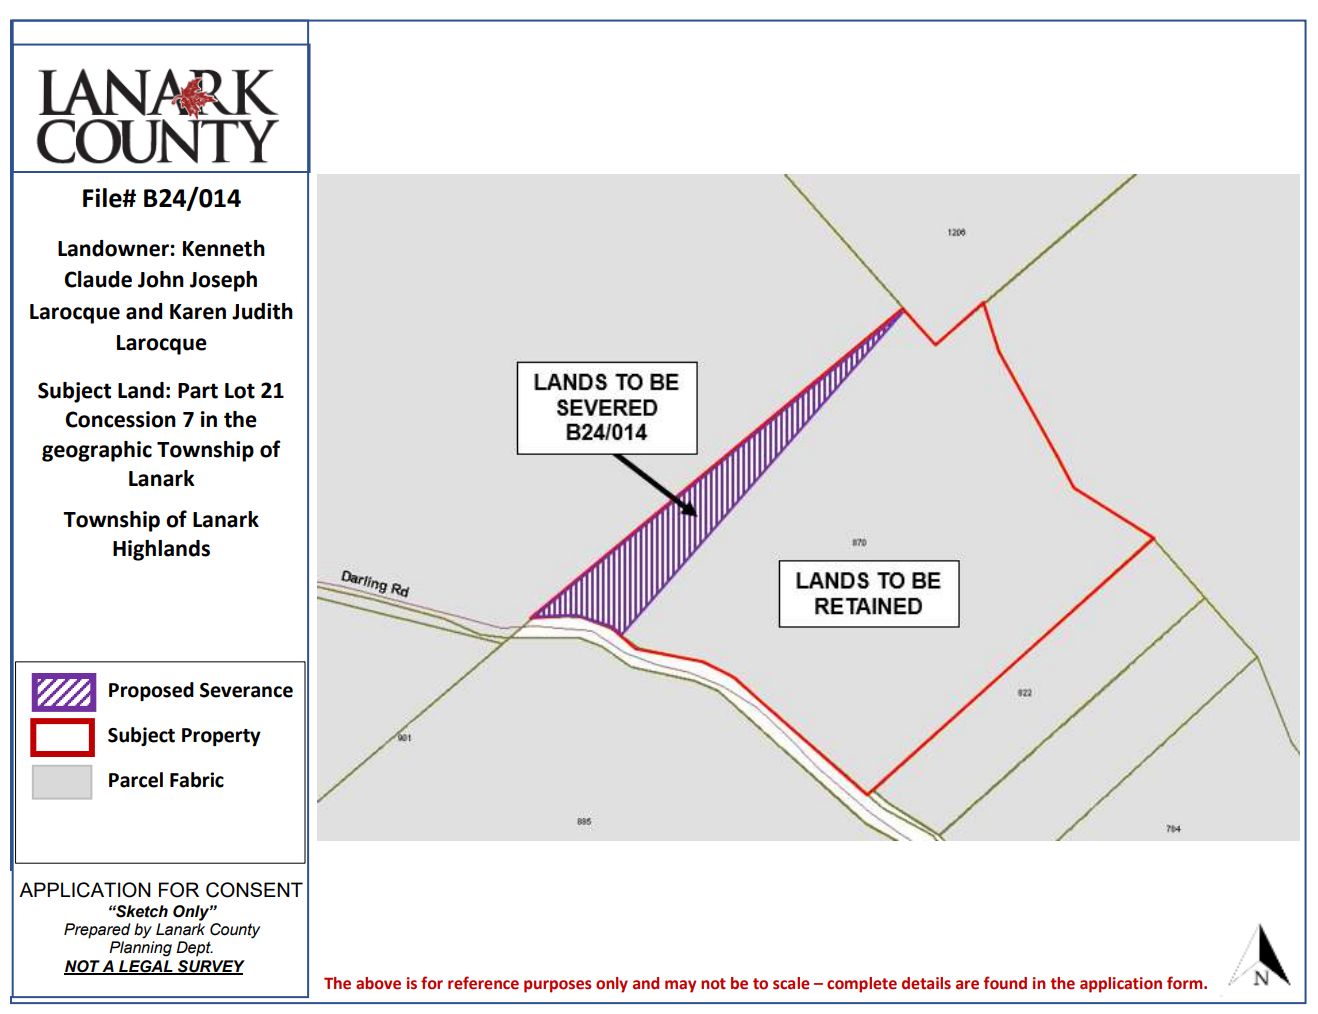 LANARK
COUNTY
File# B24/014
Landowner: Kenneth
Claude John Joseph
Larocque and Karen Judith
Larocque
Subject Land: Part Lot 21
Concession 7 in the
geographic Township of
Lanark
Township of Lanark
Highlands
Proposed Severance
Subject Property
Parcel Fabric
APPLICATION FOR CONSENT
“Sketch Only”
Prepared by Lanark County
Planning Dept.
NOT A LEGAL SURVEY
1206
LANDS TO BE
SEVERED
B24/014
870
LANDS TO BE
RETAINED
Darling Rd
822
901
885
784
N
The above is for reference purposes only and may not be to scale – complete details are found in the application form.